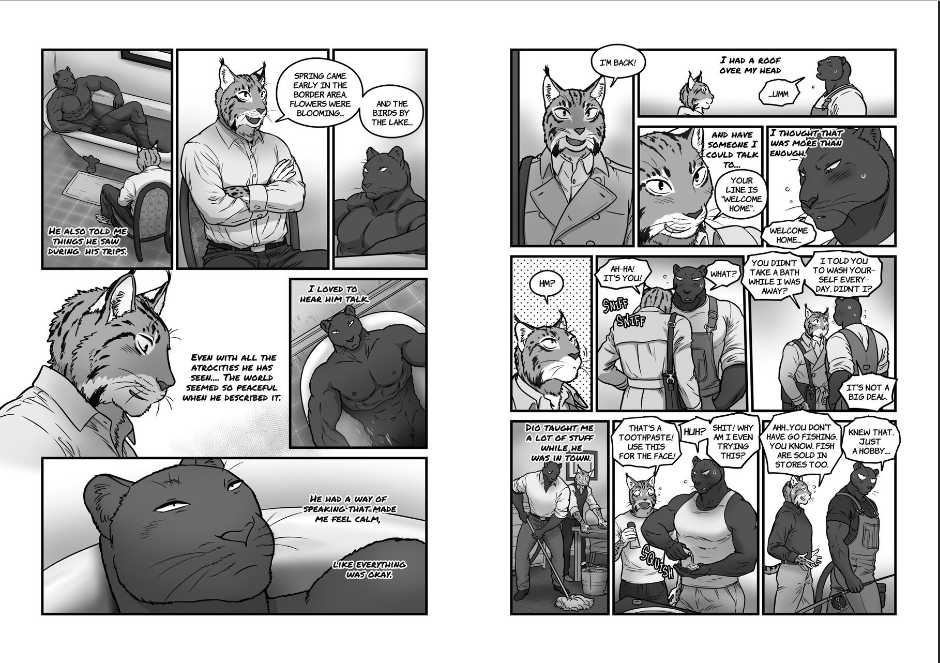 SPRING CAME
EARLY IN THE
BORDER AREA.
FLOWERS WERE
BLOOMING...
AND THE
BIRDS BY
THE LAKE...
HE ALSO TOLD ME
THINGS HE SAW
DURING HIS TRIPS.
I LOVED TO
HEAR HIM TALK.
EVEN WITH ALL THE
ATROCITIES HE HAS
SEEN.... THE WORLD
SEEMED SO PEACEFUL
WHEN HE DESCRIBED IT.
HE HAD A WAY OF
SPEAKING THAT MADE
ME FEEL CALM,
LIKE EVERYTHING
WAS OKAY.
I'M BACK!
I HAD A ROOF
OVER MY HEAD
...UMM
AND HAVE
SOMEONE I
COULD TALK
TO...
YOUR
LINE IS
"WELCOME
HOME".
I THOUGHT THAT
WAS MORE THAN
ENOUGH.
WELCOME
HOME...
HM?
AH-HA!
IT'S YOU!
SNIFF
SNIFF
WHAT?
YOU DIDN'T
TAKE A BATH
WHILE I WAS
AWAY?
I TOLD YOU
TO WASH YOUR-
SELF EVERY
DAY. DIDN'T I?
IT'S NOT A
BIG DEAL.
DIO TAUGHT ME
A LOT OF STUFF
WHILE HE
WAS IN TOWN.
THAT'S A
TOOTHPASTE!
USE THIS
FOR THE FACE!
HUH?
SHIT! WHY
AM I EVEN
TRYING
THIS?
SQUISH
AHH..YOU DON'T
HAVE GO FISHING.
YOU KNOW. FISH
ARE SOLD IN
STORES TOO.
KNEW THAT.
JUST
A HOBBY....